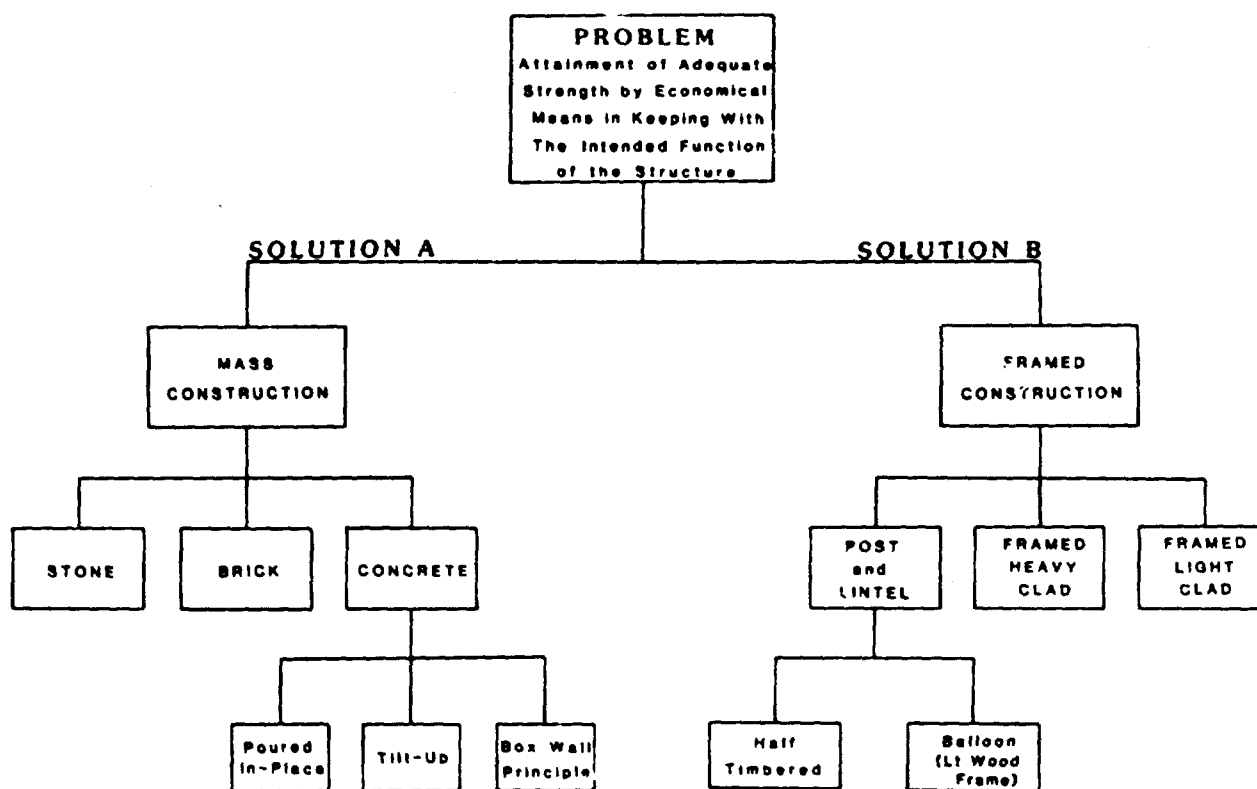 PROBLEM
Attainment of Adequate
Strength by Economical
Means in Keeping With
The Intended Function
of the Structure
SOLUTION A
SOLUTION B
MASS
CONSTRUCTION
FRAMED
CONSTRUCTION
STONE
BRICK
CONCRETE
POST
and
LINTEL
FRAMED
HEAVY
CLAD
FRAMED
LIGHT
CLAD
Poured
In-Place
Tilt-Up
Box Wall
Principle
Half
Timbered
Balloon
(Lt Wood
Frame)